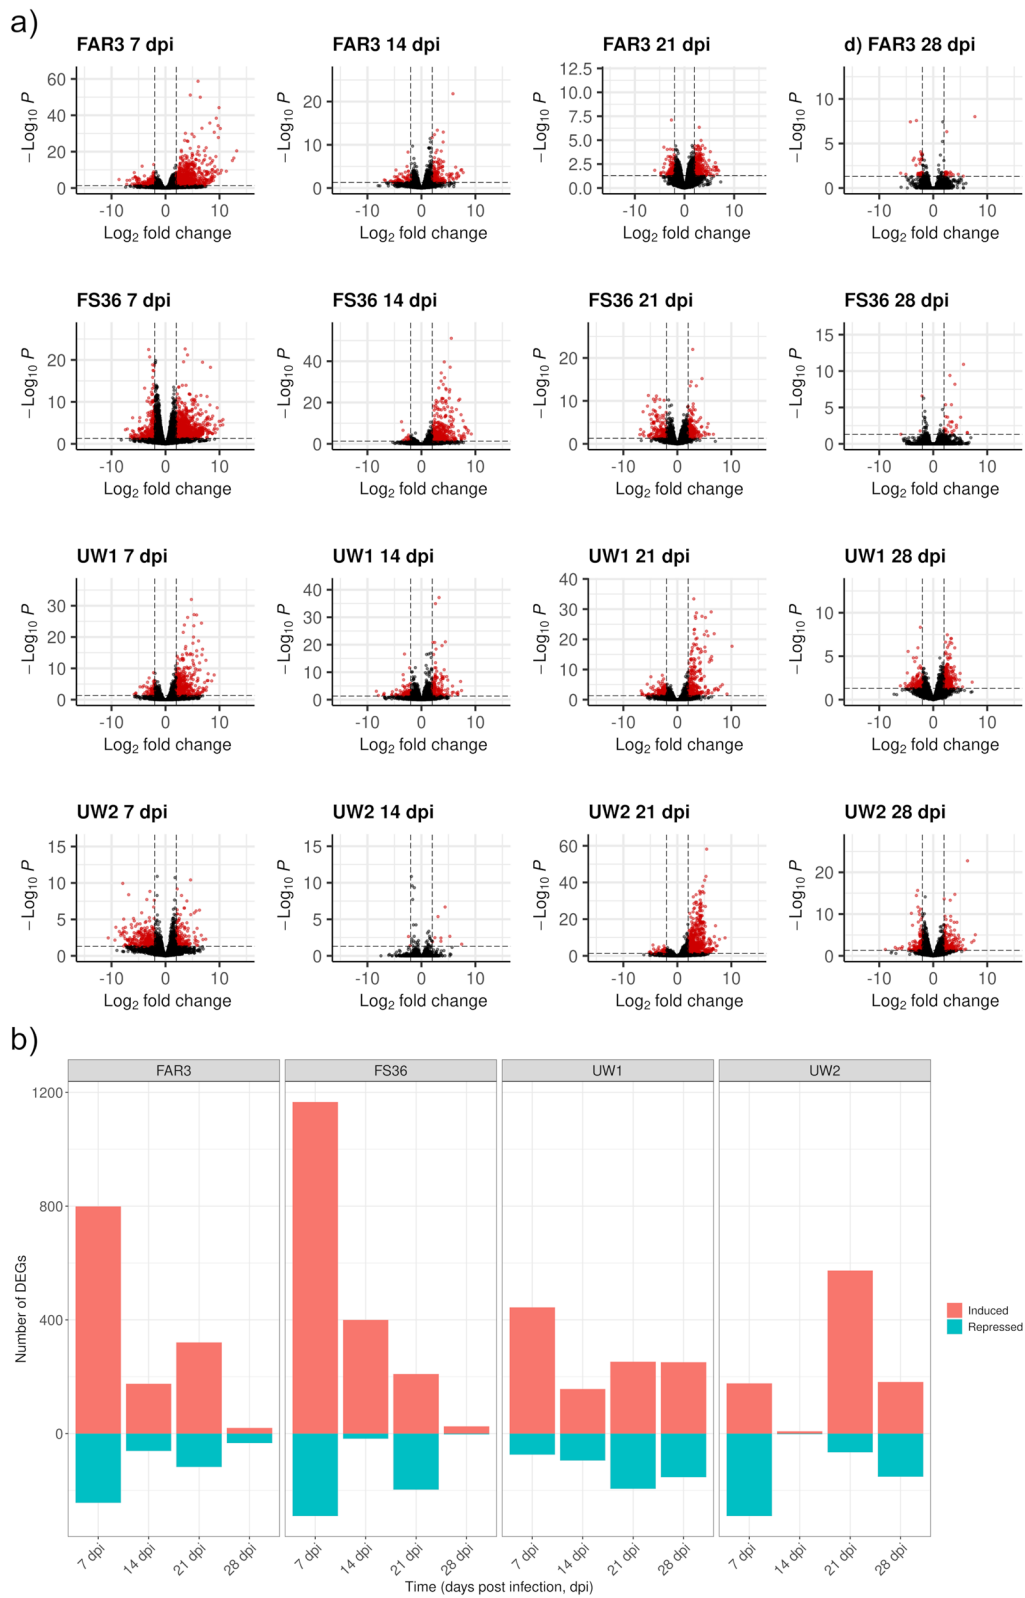 a)
FAR3 7 dpi
FAR3 14 dpi
FAR3 21 dpi
d) FAR3 28 dpi
− Log10 P
60
40
20
0
-10 0 10
Log2 fold change
− Log10 P
20
10
0
-10 0 10
Log2 fold change
− Log10 P
12.5
10.0
7.5
5.0
2.5
0.0
-10 0 10
Log2 fold change
− Log10 P
10
5
0
-10 0 10
Log2 fold change
FS36 7 dpi
FS36 14 dpi
FS36 21 dpi
FS36 28 dpi
− Log10 P
20
10
0
-10 0 10
Log2 fold change
− Log10 P
40
20
0
-10 0 10
Log2 fold change
− Log10 P
20
10
0
-10 0 10
Log2 fold change
− Log10 P
15
10
5
0
-10 0 10
Log2 fold change
UW1 7 dpi
UW1 14 dpi
UW1 21 dpi
UW1 28 dpi
− Log10 P
30
20
10
0
-10 0 10
Log2 fold change
− Log10 P
40
30
20
10
0
-10 0 10
Log2 fold change
− Log10 P
40
30
20
10
0
-10 0 10
Log2 fold change
− Log10 P
10
5
0
-10 0 10
Log2 fold change
UW2 7 dpi
UW2 14 dpi
UW2 21 dpi
UW2 28 dpi
− Log10 P
15
10
5
0
-10 0 10
Log2 fold change
− Log10 P
15
10
5
0
-10 0 10
Log2 fold change
− Log10 P
60
40
20
0
-10 0 10
Log2 fold change
− Log10 P
20
10
0
-10 0 10
Log2 fold change
b)
FAR3
FS36
UW1
UW2
Number of DEGs
1200
800
400
0
Induced
Repressed
7 dpi 14 dpi 21 dpi 28 dpi
7 dpi 14 dpi 21 dpi 28 dpi
7 dpi 14 dpi 21 dpi 28 dpi
7 dpi 14 dpi 21 dpi 28 dpi
Time (days post infection, dpi)